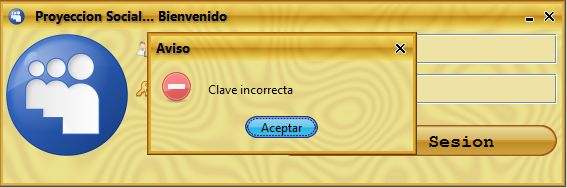 Proyeccion Social... Bienvenido
Aviso
Clave incorrecta
Aceptar
Sesion